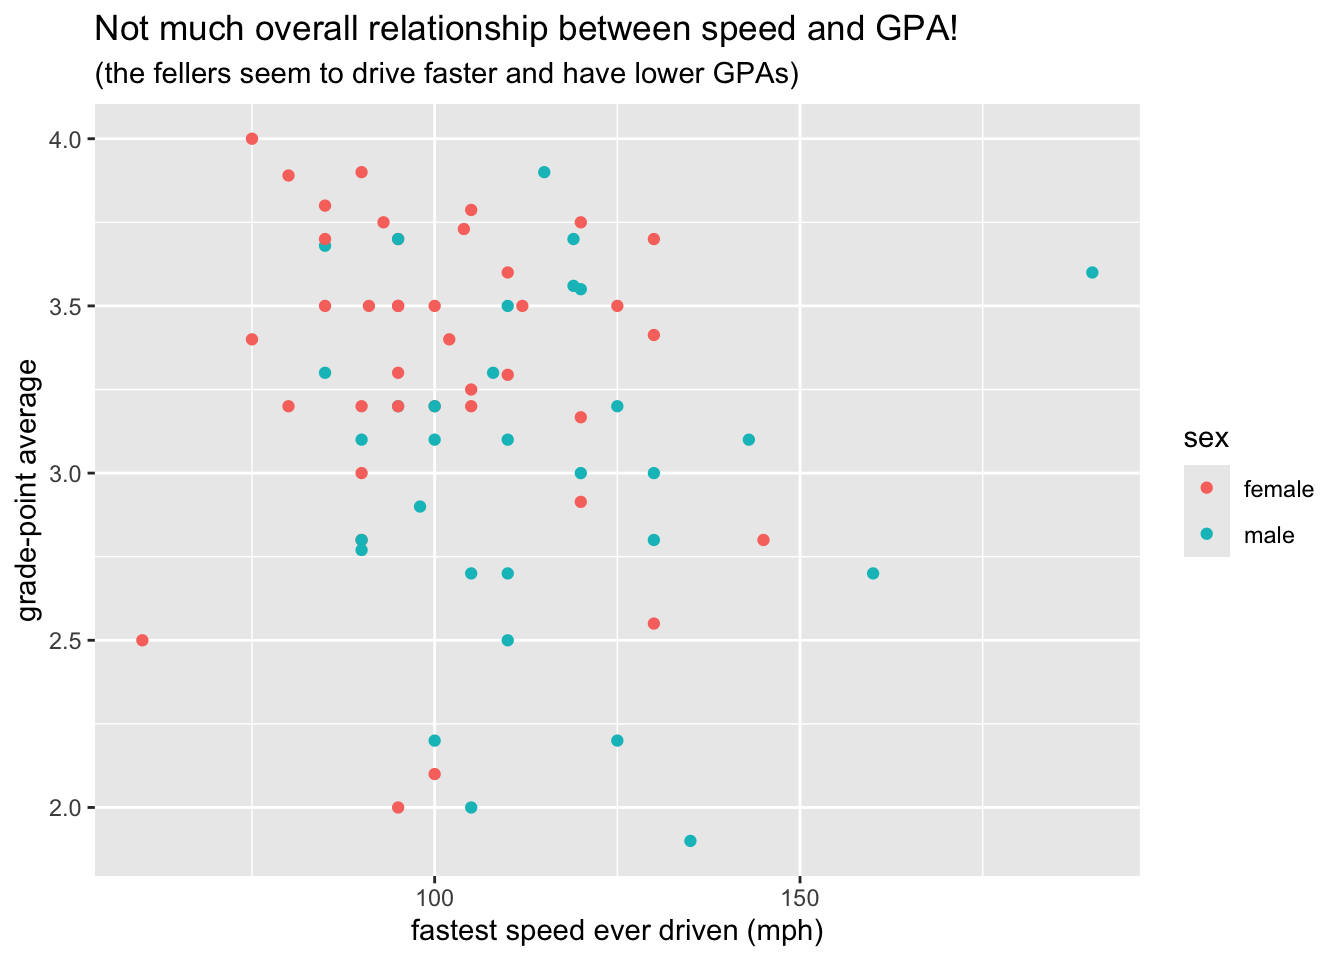 Not much overall relationship between speed and GPA!
(the fellers seem to drive faster and have lower GPAs)
4.0
3.5
3.0
2.5
2.0
grade-point average
100
150
fastest speed ever driven (mph)
sex
female
male